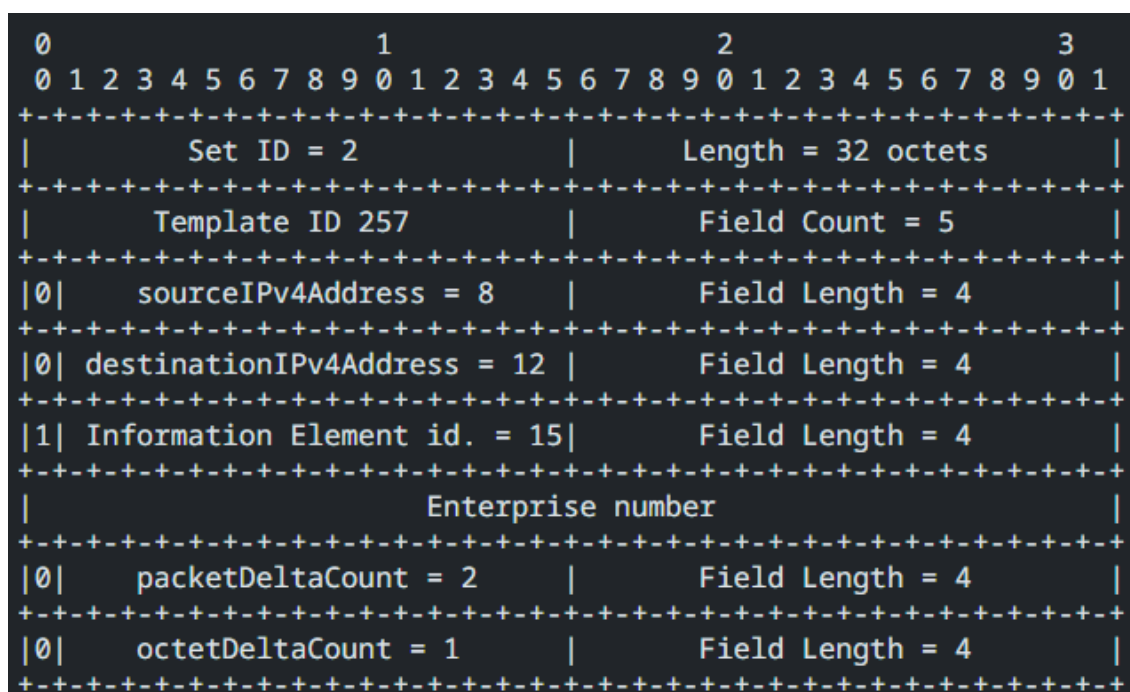 0                   1                   2                   3
 0 1 2 3 4 5 6 7 8 9 0 1 2 3 4 5 6 7 8 9 0 1 2 3 4 5 6 7 8 9 0 1
+-+-+-+-+-+-+-+-+-+-+-+-+-+-+-+-+-+-+-+-+-+-+-+-+-+-+-+-+-+-+-+-+
|         Set ID = 2            |      Length = 32 octets       |
+-+-+-+-+-+-+-+-+-+-+-+-+-+-+-+-+-+-+-+-+-+-+-+-+-+-+-+-+-+-+-+-+
|       Template ID 257         |       Field Count = 5         |
+-+-+-+-+-+-+-+-+-+-+-+-+-+-+-+-+-+-+-+-+-+-+-+-+-+-+-+-+-+-+-+-+
|0|    sourceIPv4Address = 8    |       Field Length = 4        |
+-+-+-+-+-+-+-+-+-+-+-+-+-+-+-+-+-+-+-+-+-+-+-+-+-+-+-+-+-+-+-+-+
|0| destinationIPv4Address = 12 |       Field Length = 4        |
+-+-+-+-+-+-+-+-+-+-+-+-+-+-+-+-+-+-+-+-+-+-+-+-+-+-+-+-+-+-+-+-+
|1| Information Element id. = 15|       Field Length = 4        |
+-+-+-+-+-+-+-+-+-+-+-+-+-+-+-+-+-+-+-+-+-+-+-+-+-+-+-+-+-+-+-+-+
|                       Enterprise number                       |
+-+-+-+-+-+-+-+-+-+-+-+-+-+-+-+-+-+-+-+-+-+-+-+-+-+-+-+-+-+-+-+-+
|0|    packetDeltaCount = 2     |       Field Length = 4        |
+-+-+-+-+-+-+-+-+-+-+-+-+-+-+-+-+-+-+-+-+-+-+-+-+-+-+-+-+-+-+-+-+
|0|    octetDeltaCount = 1      |       Field Length = 4        |
+-+-+-+-+-+-+-+-+-+-+-+-+-+-+-+-+-+-+-+-+-+-+-+-+-+-+-+-+-+-+-+-+